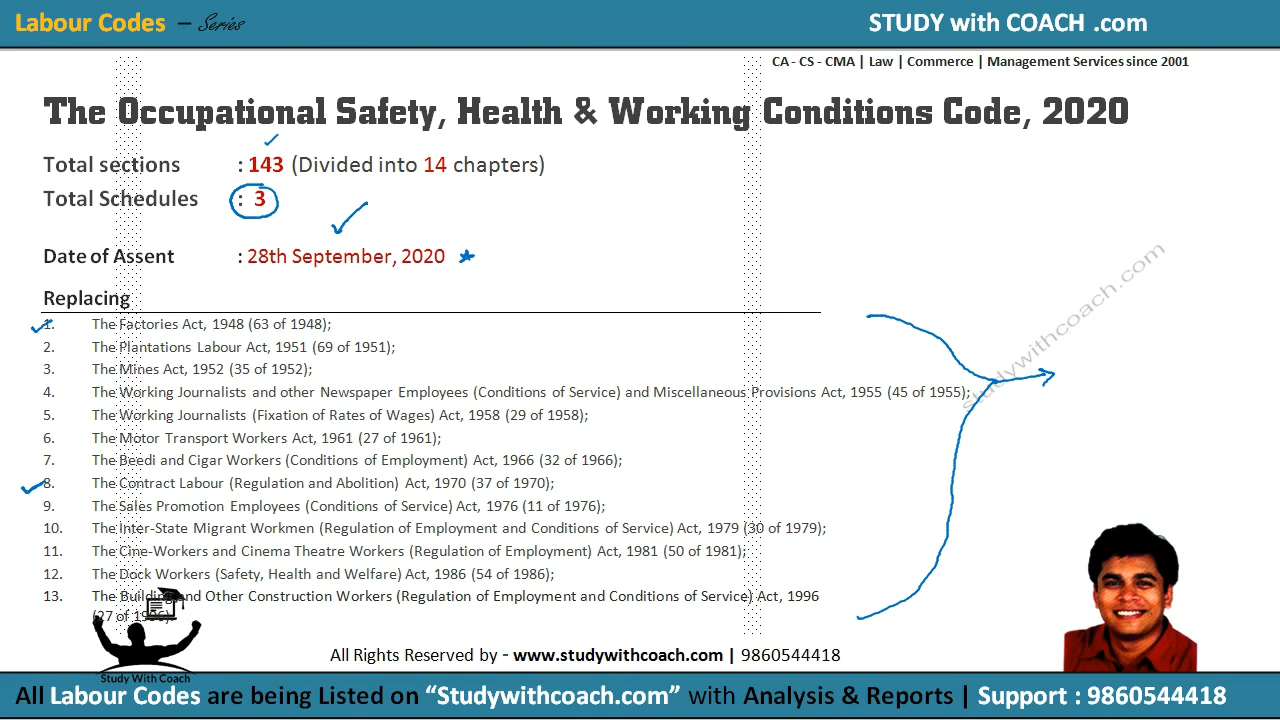 Labour Codes – Series
STUDY with COACH .com
CA - CS - CMA | Law | Commerce | Management Services since 2001
The Occupational Safety, Health & Working Conditions Code, 2020
Total sections : 143 (Divided into 14 chapters)
Total Schedules : 3
Date of Assent : 28th September, 2020
Replacing
1. The Factories Act, 1948 (63 of 1948);
2. The Plantations Labour Act, 1951 (69 of 1951);
3. The Mines Act, 1952 (35 of 1952);
4. The Working Journalists and other Newspaper Employees (Conditions of Service) and Miscellaneous Provisions Act, 1955 (45 of 1955);
5. The Working Journalists (Fixation of Rates of Wages) Act, 1958 (29 of 1958);
6. The Motor Transport Workers Act, 1961 (27 of 1961);
7. The Beedi and Cigar Workers (Conditions of Employment) Act, 1966 (32 of 1966);
8. The Contract Labour (Regulation and Abolition) Act, 1970 (37 of 1970);
9. The Sales Promotion Employees (Conditions of Service) Act, 1976 (11 of 1976);
10. The Inter-State Migrant Workmen (Regulation of Employment and Conditions of Service) Act, 1979 (30 of 1979);
11. The Cine-Workers and Cinema Theatre Workers (Regulation of Employment) Act, 1981 (50 of 1981);
12. The Dock Workers (Safety, Health and Welfare) Act, 1986 (54 of 1986);
13. The Building and Other Construction Workers (Regulation of Employment and Conditions of Service) Act, 1996
(27 of 1996).
studywithcoach.com
Study With Coach
All Rights Reserved by - www.studywithcoach.com | 9860544418
All Labour Codes are being Listed on “Studywithcoach.com” with Analysis & Reports | Support : 9860544418